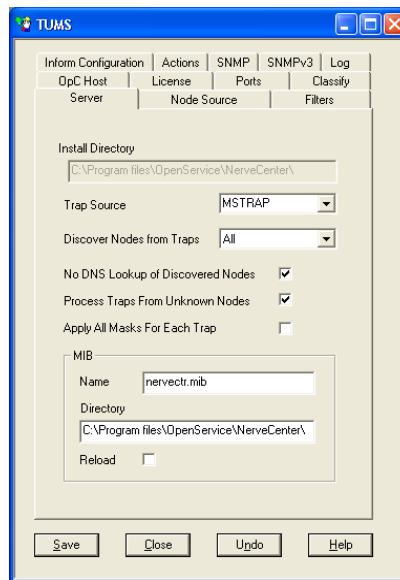 TUMS
Inform Configuration Actions SNMP SNMPv3 Log
OpC Host License Ports Classify
Server Node Source Filters
Install Directory
C:\Program files\OpenService\NerveCenter\
Trap Source MSTRAP
Discover Nodes from Traps All
No DNS Lookup of Discovered Nodes
Process Traps From Unknown Nodes
Apply All Masks For Each Trap
MIB
Name nervectr.mib
Directory
C:\Program files\OpenService\NerveCenter\
Reload
Save Close Undo Help